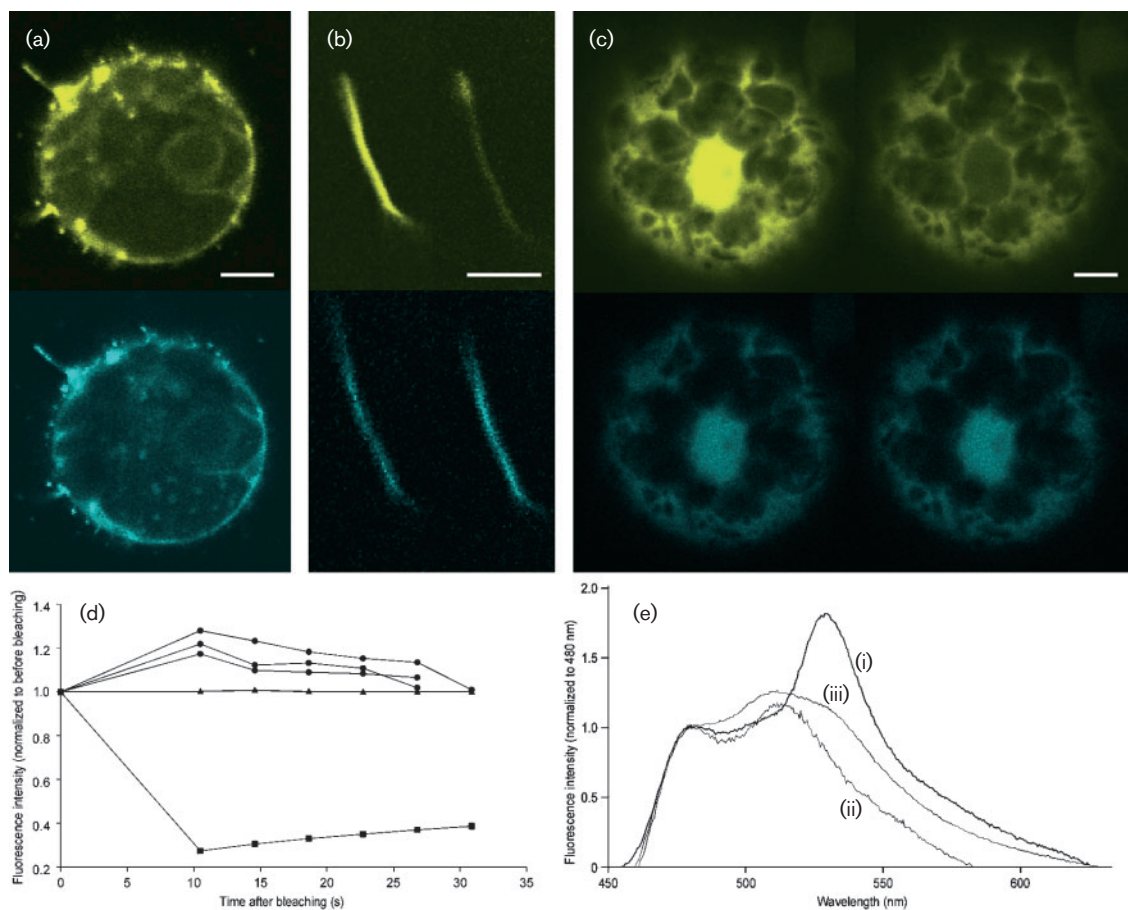 (a)
(b)
(c)
(d)
Fluorescence intensity (normalized to before bleaching)
1.4
1.2
1.0
0.8
0.6
0.4
0.2
0 5 10 15 20 25 30 35
Time after bleaching (s)
(e)
Fluorescence intensity (normalized to 480 nm)
2.0
1.5
1.0
0.5
0
(i)
(iii)
(ii)
450 500 550 600
Wavelength (nm)